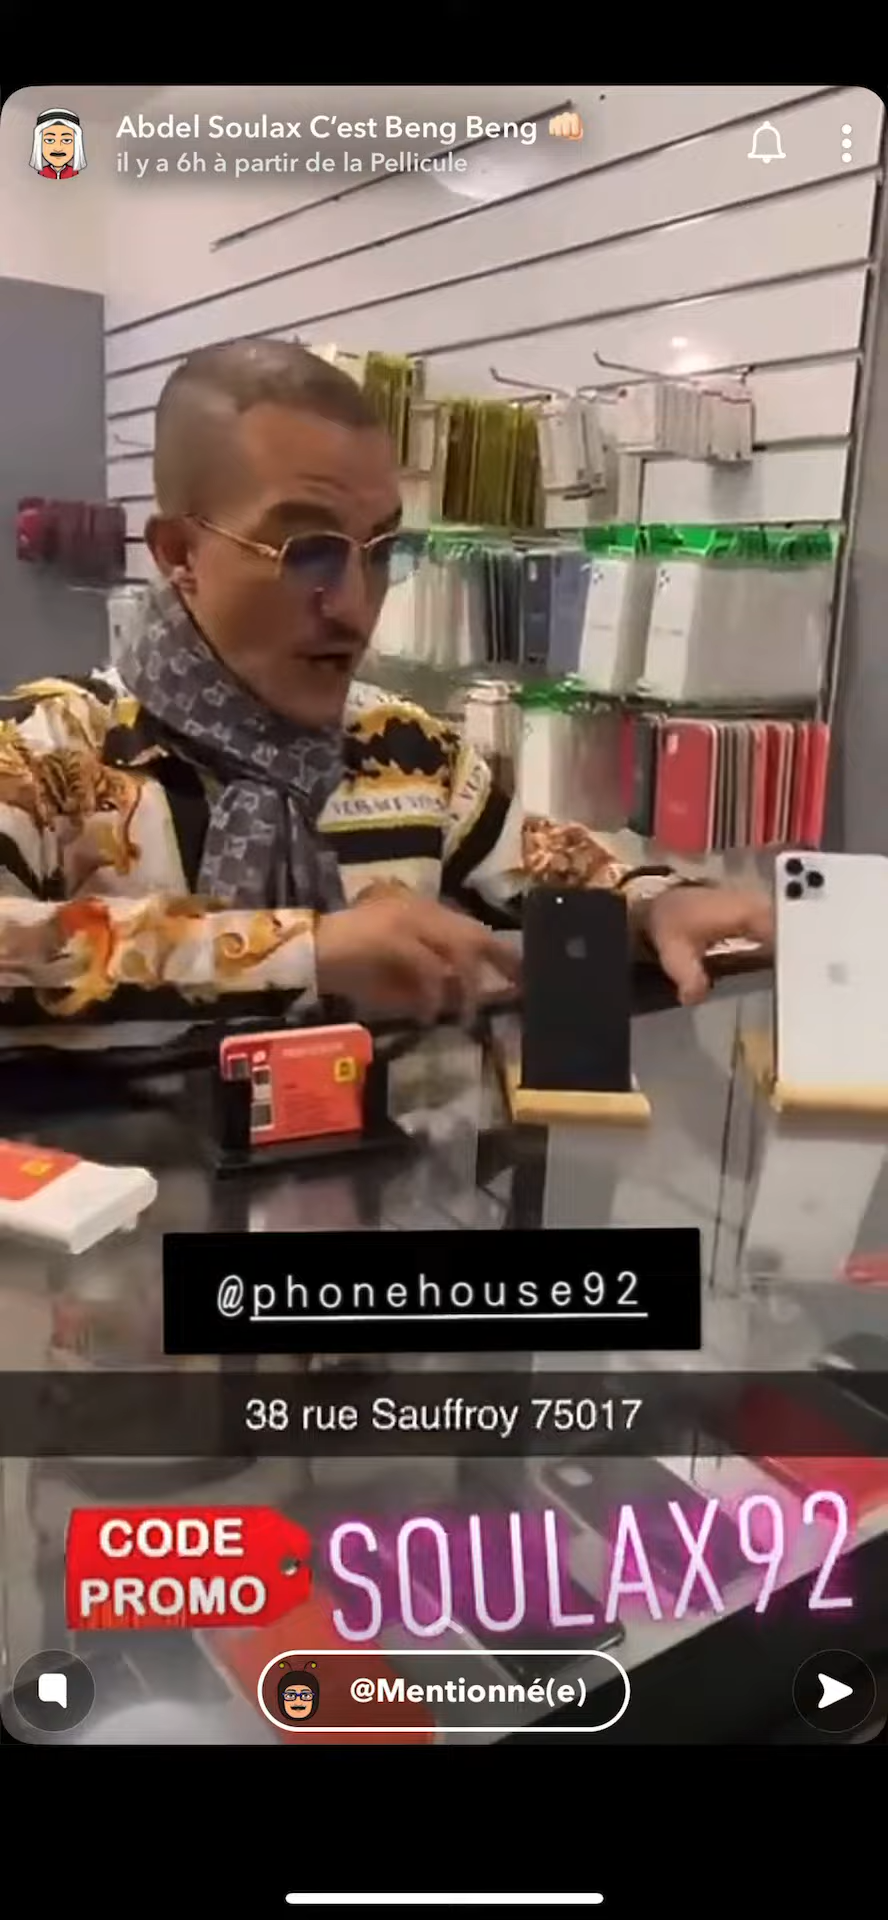 Abdel Soulax C'est Beng Beng 👊🏻
il y a 6h à partir de la Pellicule
@phonehouse92
38 rue Sauffroy 75017
CODE
PROMO
SOULAX92
@Mentionné(e)